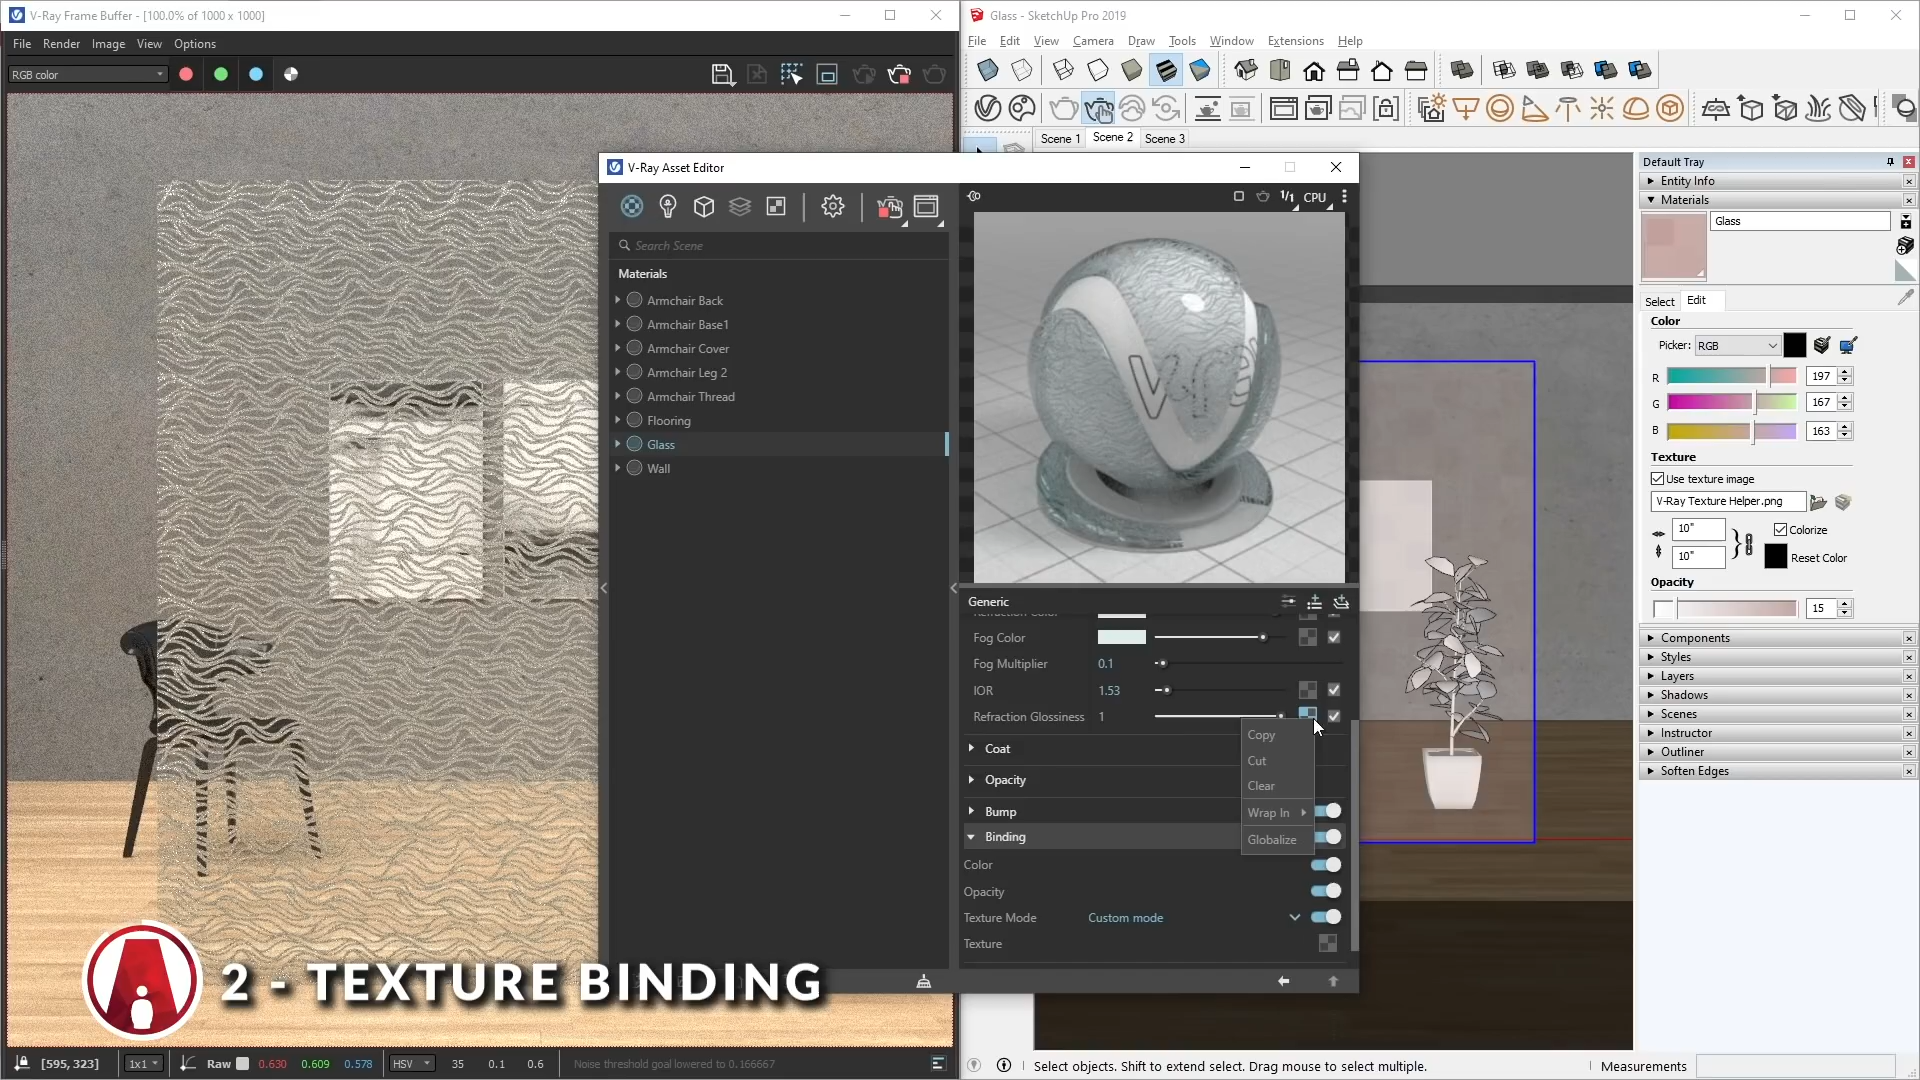 V-Ray Frame Buffer - [100.0% of 1000 x 1000]
File Render Image View Options
RGB color
Glass - SketchUp Pro 2019
File Edit View Camera Draw Tools Window Extensions Help
Scene 1 Scene 2 Scene 3
V-Ray Asset Editor
1/1 CPU
Search Scene
Materials
Armchair Back
Armchair Base1
Armchair Cover
Armchair Leg 2
Armchair Thread
Flooring
Glass
Wall
Generic
Refraction Color
Fog Color
Fog Multiplier 0.1
IOR 1.53
Refraction Glossiness 1
Copy
Cut
Clear
Wrap In
Globalize
Coat
Opacity
Bump
Binding
Color
Opacity
Texture Mode Custom mode
Texture
Default Tray
Entity Info
Materials
Glass
Select Edit
Color
Picker: RGB
R 197
G 167
B 163
Texture
Use texture image
V-Ray Texture Helper.png
10"
Colorize
10"
Reset Color
Opacity
15
Components
Styles
Layers
Shadows
Scenes
Instructor
Outliner
Soften Edges
2 - TEXTURE BINDING
[595, 323] 1x1 Raw 0.630 0.609 0.578 HSV 35 0.1 0.6 Noise threshold goal lowered to 0.166667
Select objects. Shift to extend select. Drag mouse to select multiple. Measurements